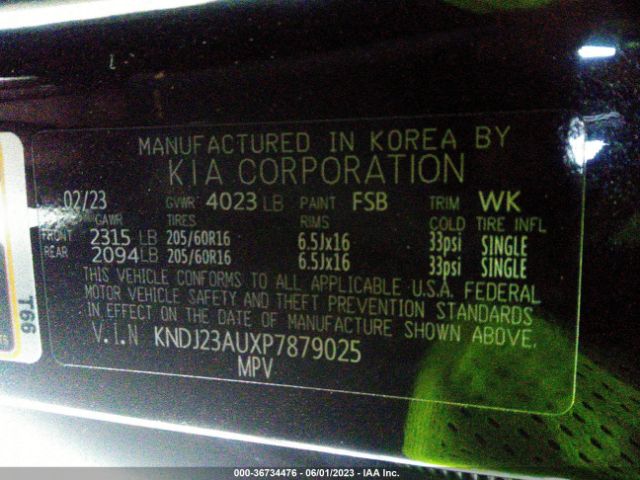 MANUFACTURED IN KOREA BY
KIA CORPORATION
02/23 GVWR 4023 LB PAINT FSB TRIM WK
GAWR TIRES RIMS COLD TIRE INFL
FRONT 2315 LB 205/60R16 6.5Jx16 33psi SINGLE
REAR 2094 LB 205/60R16 6.5Jx16 33psi SINGLE
THIS VEHICLE CONFORMS TO ALL APPLICABLE U.S.A. FEDERAL
MOTOR VEHICLE SAFETY AND THEFT PREVENTION STANDARDS
IN EFFECT ON THE DATE OF MANUFACTURE SHOWN ABOVE.
V.I.N KNDJ23AUXP7879025
MPV
T66
000-36734476 - 06/01/2023 - IAA Inc.